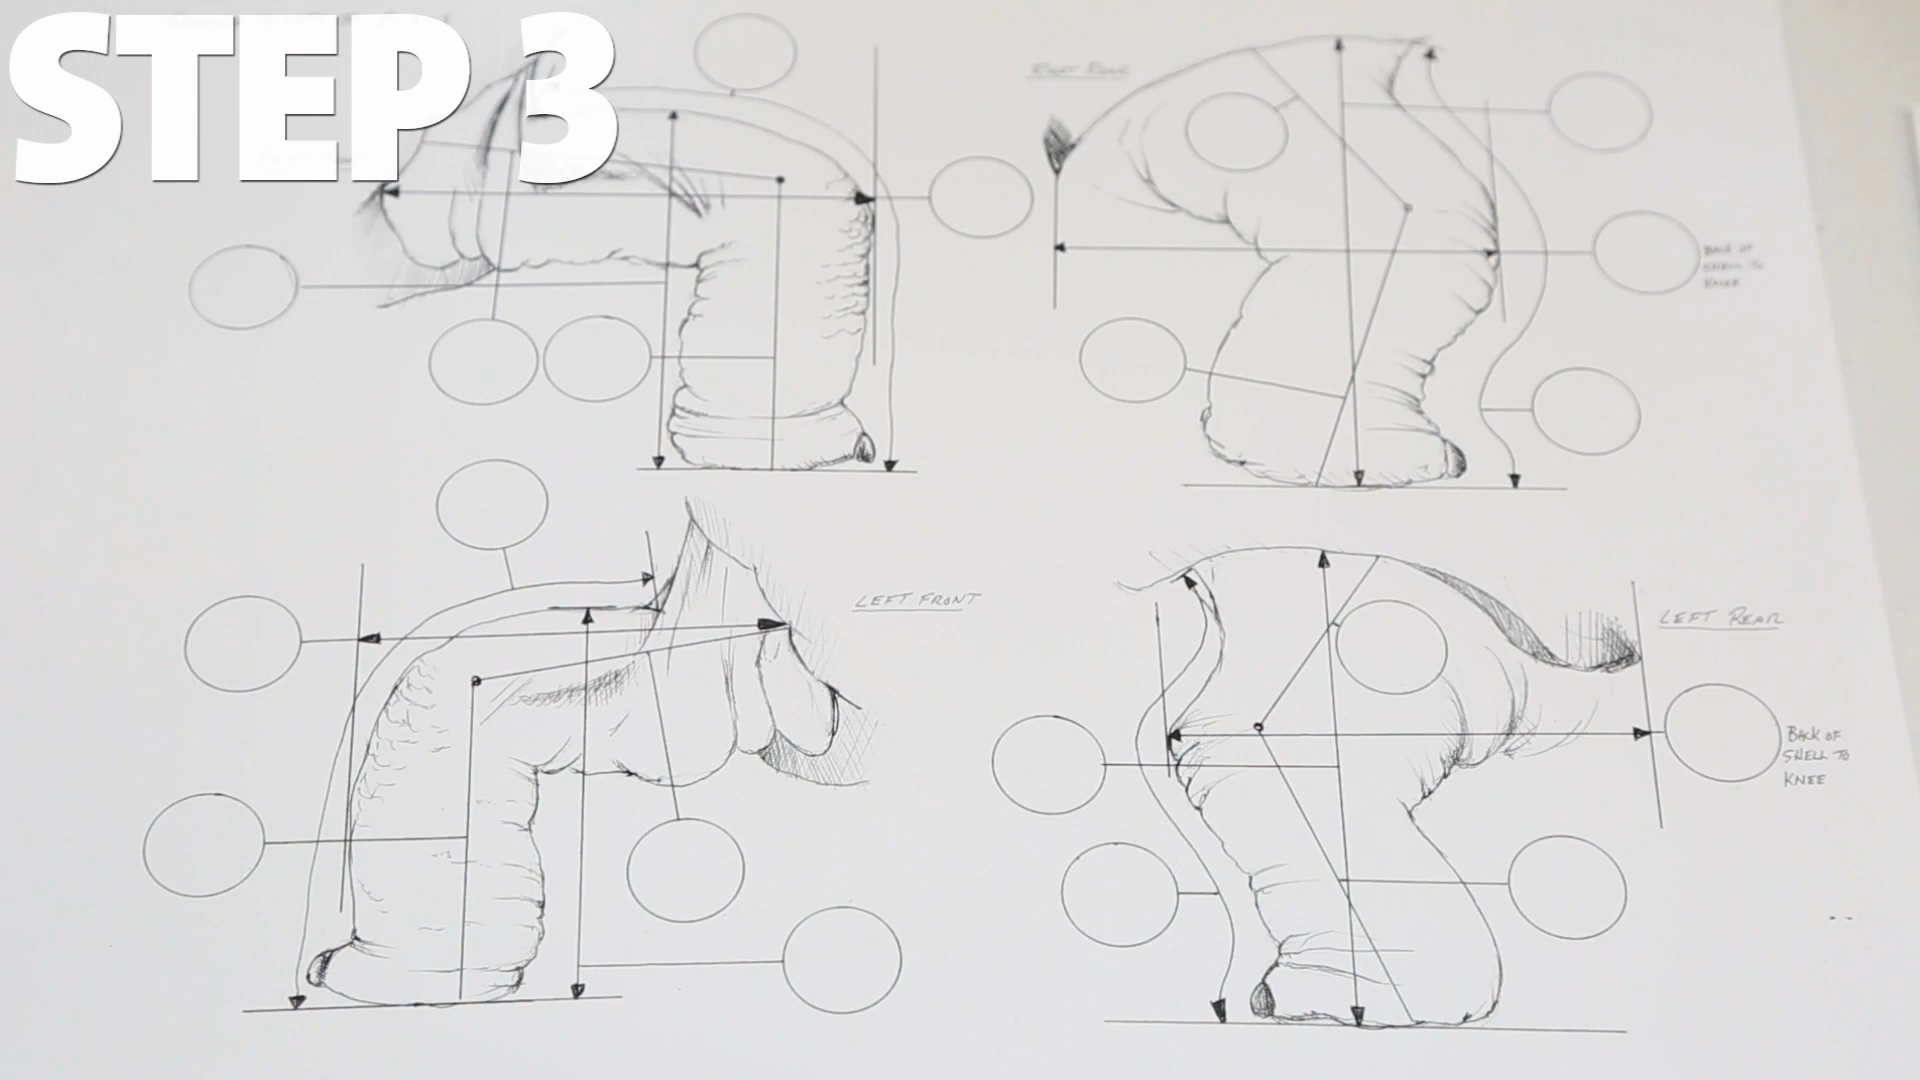 STEP 3
RIGHT REAR
BACK OF
SHELL TO
KNEE
LEFT FRONT
LEFT REAR
BACK OF
SHELL TO
KNEE